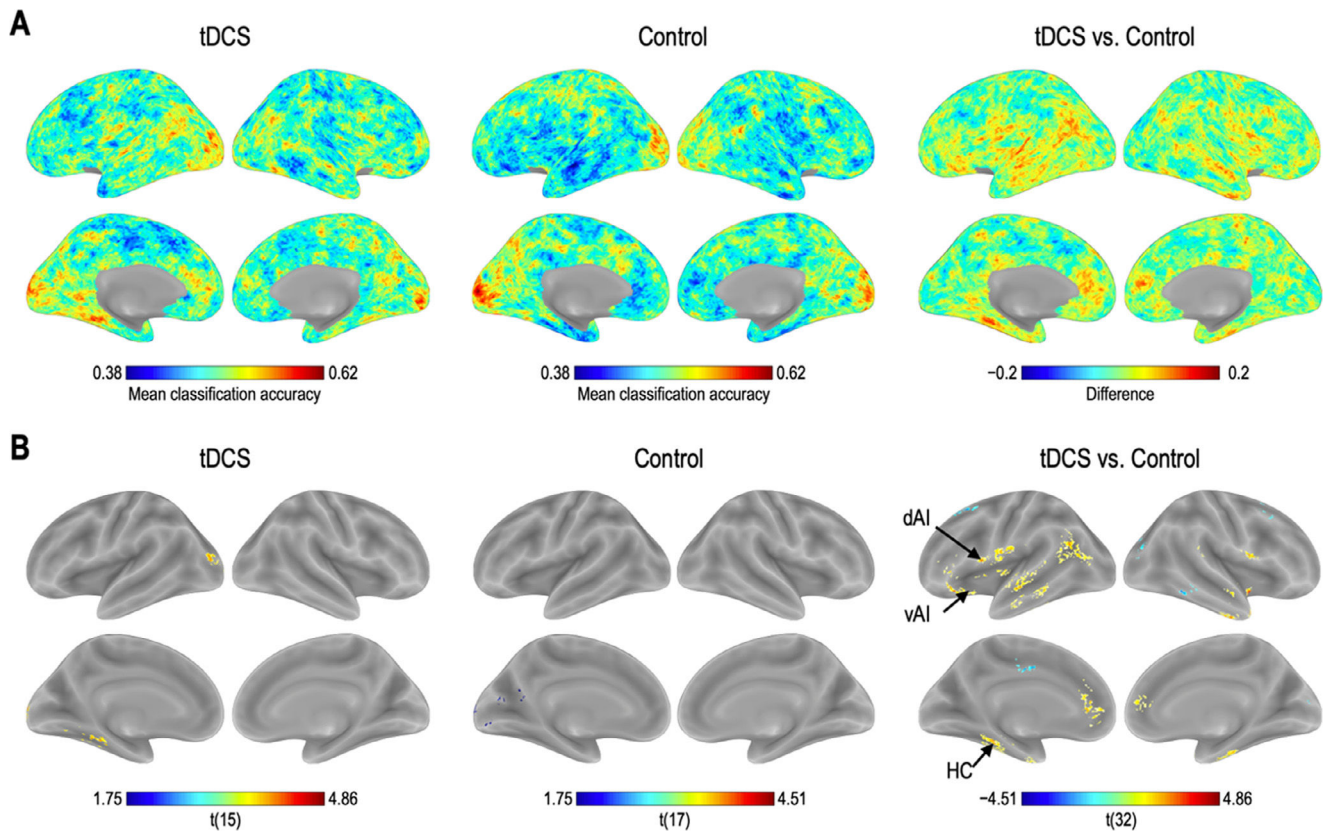 A
tDCS
Control
tDCS vs. Control
0.38 0.62
Mean classification accuracy
0.38 0.62
Mean classification accuracy
−0.2 0.2
Difference
B
tDCS
Control
tDCS vs. Control
dAI
vAI
HC
1.75 4.86
t(15)
1.75 4.51
t(17)
−4.51 4.86
t(32)